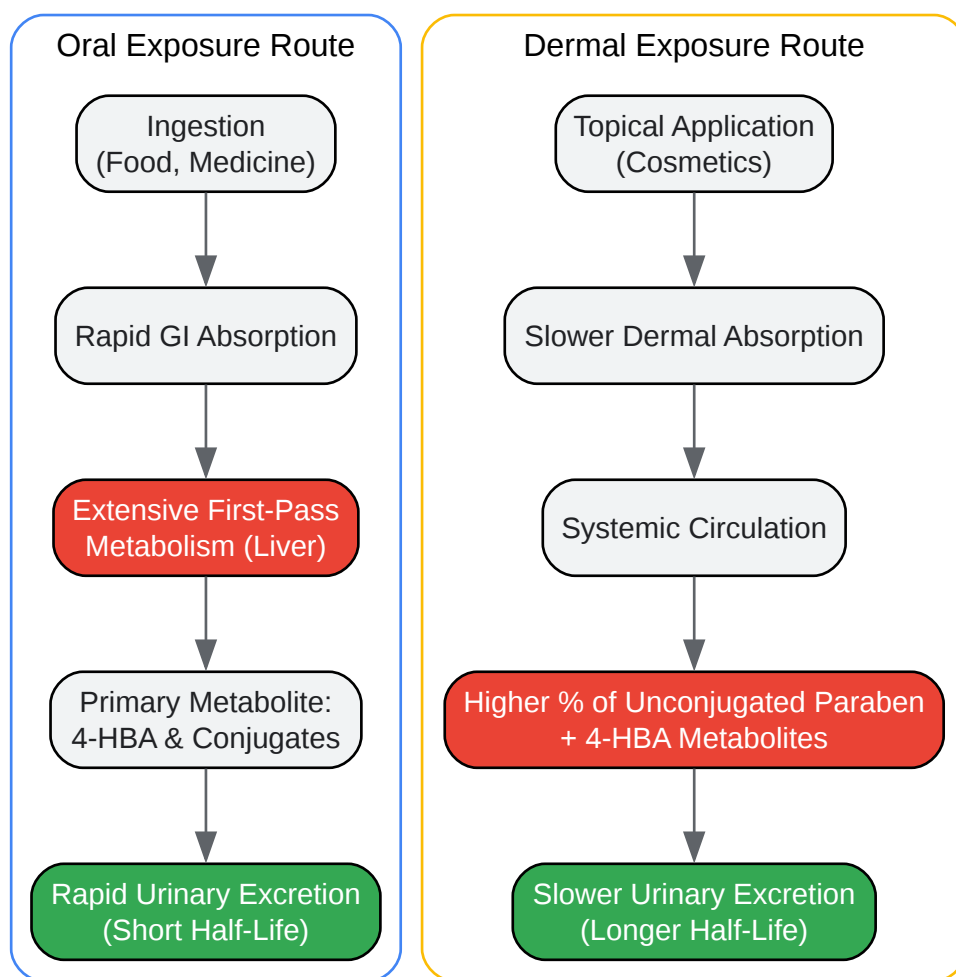 Oral Exposure Route
Ingestion
(Food, Medicine)
Rapid GI Absorption
Extensive First-Pass
Metabolism (Liver)
Primary Metabolite:
4-HBA & Conjugates
Rapid Urinary Excretion
(Short Half-Life)
Dermal Exposure Route
Topical Application
(Cosmetics)
Slower Dermal Absorption
Systemic Circulation
Higher % of Unconjugated Paraben
+ 4-HBA Metabolites
Slower Urinary Excretion
(Longer Half-Life)